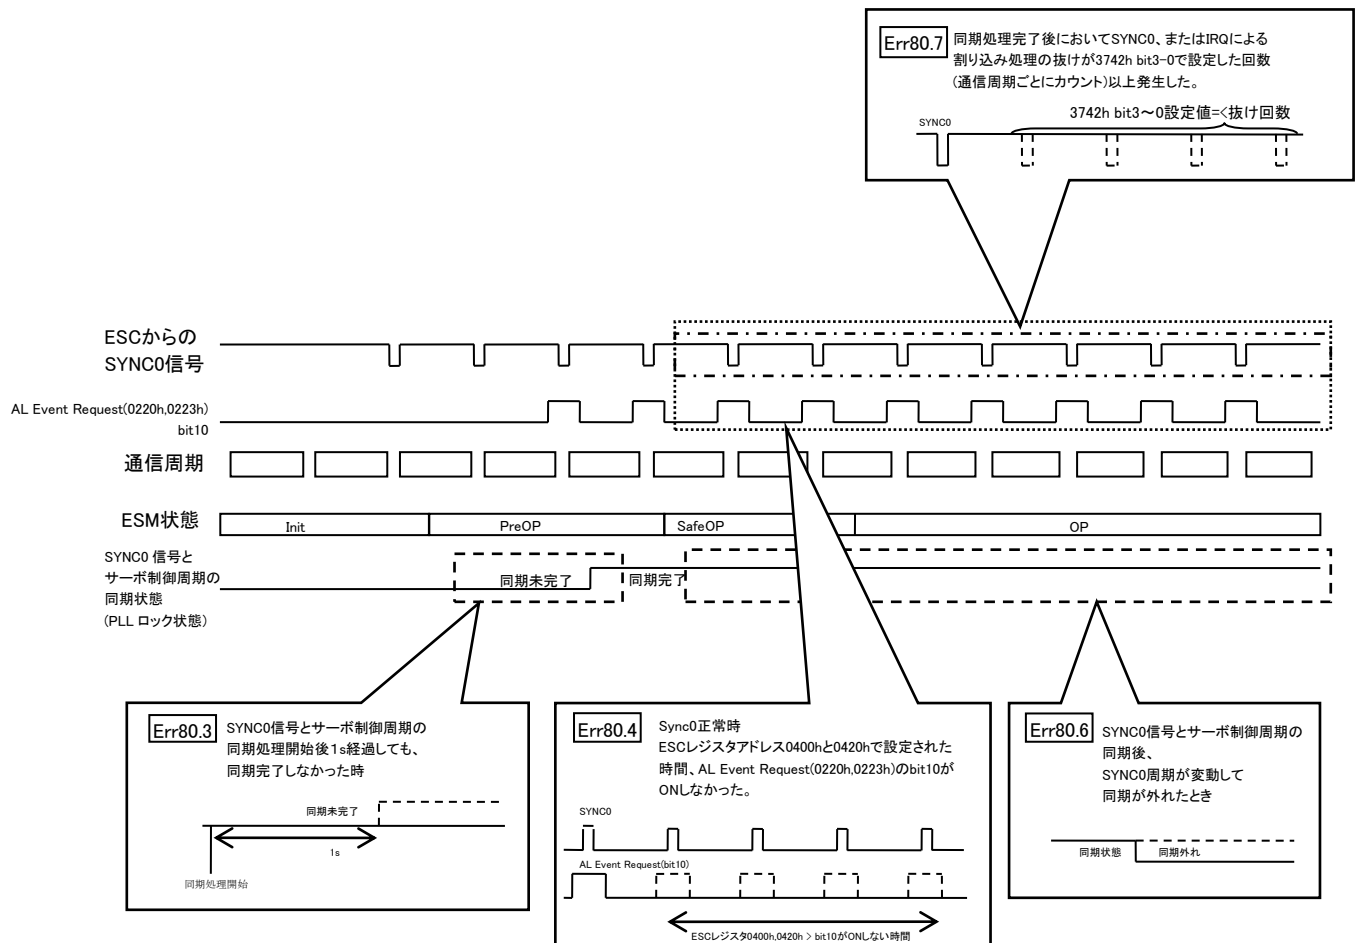 Err80.7
同期処理完了後においてSYNC0、またはIRQによる
割り込み処理の抜けが3742h bit3-0で設定した回数
(通信周期ごとにカウント)以上発生した。
3742h bit3～0設定値=<抜け回数
SYNC0
ESCからの
SYNC0信号
AL Event Request(0220h,0223h)
bit10
通信周期
ESM状態
Init
PreOP
SafeOP
OP
SYNC0 信号と
サーボ制御周期の
同期状態
(PLL ロック状態)
同期未完了
同期完了
Err80.3
SYNC0信号とサーボ制御周期の
同期処理開始後1s経過しても、
同期完了しなかった時
同期未完了
1s
同期処理開始
Err80.4
Sync0正常時
ESCレジスタアドレス0400hと0420hで設定された
時間、AL Event Request(0220h,0223h)のbit10が
ONしなかった。
SYNC0
AL Event Request(bit10)
ESCレジスタ0400h,0420h > bit10がONしない時間
Err80.6
SYNC0信号とサーボ制御周期の
同期後、
SYNC0周期が変動して
同期が外れたとき
同期状態
同期外れ